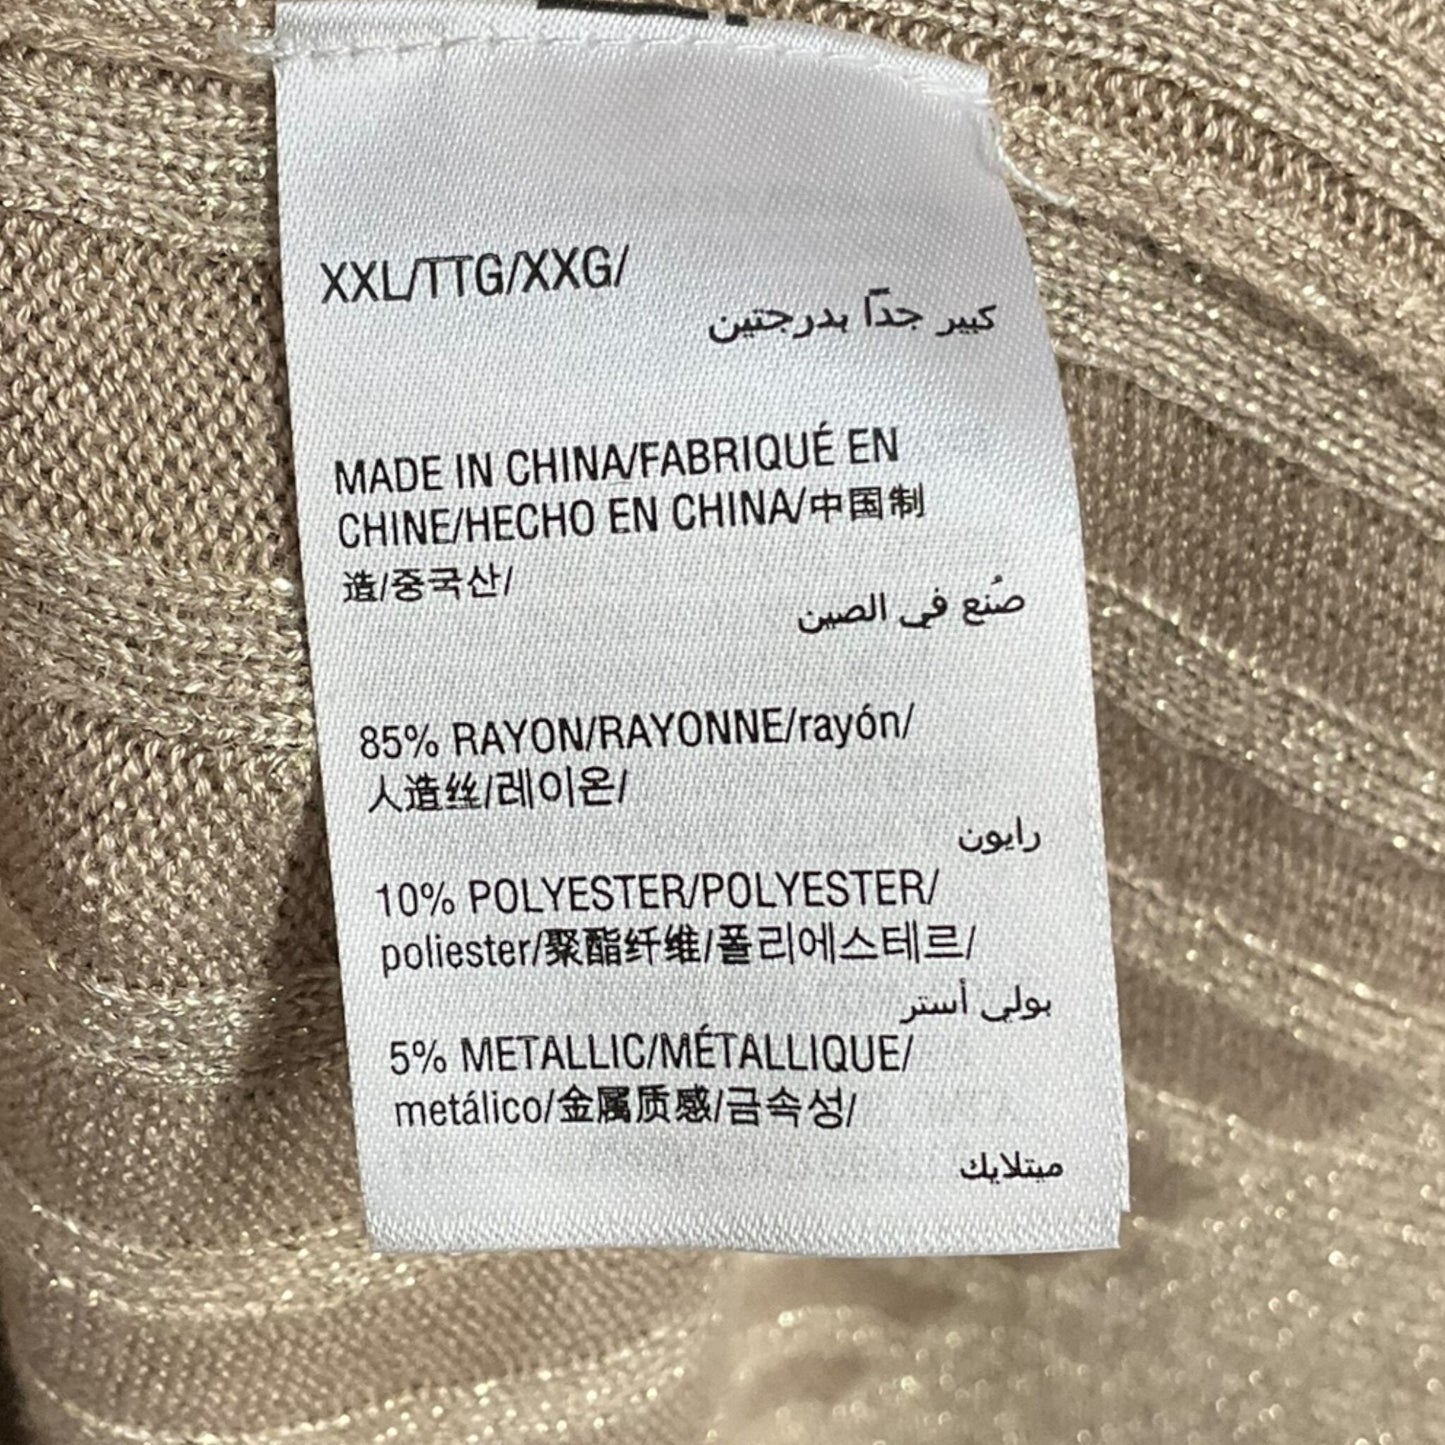 XXL/TTG/XXG/
كبير جدًا بدرجتين
MADE IN CHINA/FABRIQUÉ EN
CHINE/HECHO EN CHINA/中国制
造/중국산/
صُنع في الصين
85% RAYON/RAYONNE/rayón/
人造丝/레이온/
رايون
10% POLYESTER/POLYESTER/
poliester/聚酯纤维/폴리에스테르/
بولي أستر
5% METALLIC/MÉTALLIQUE/
metálico/金属质感/금속성/
ميتلايك